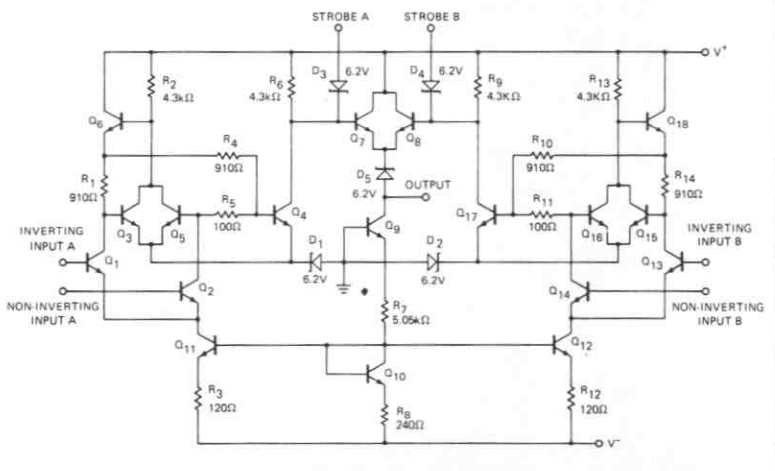 STROBE A
STROBE B
V+
R2
4.3kΩ
R6
4.3kΩ
D3
6.2V
D4
6.2V
R9
4.3KΩ
R13
4.3KΩ
Q6
Q7
Q8
Q18
R4
910Ω
R10
910Ω
D5
6.2V
OUTPUT
R1
910Ω
R5
100Ω
R11
100Ω
R14
910Ω
Q3
Q5
Q4
Q9
Q17
Q16
Q15
INVERTING
INPUT A
D1
6.2V
D2
6.2V
INVERTING
INPUT B
Q1
Q13
Q2
Q14
NON-INVERTING
INPUT A
NON-INVERTING
INPUT B
R7
5.05kΩ
Q11
Q12
Q10
R3
120Ω
R8
240Ω
R12
120Ω
V-